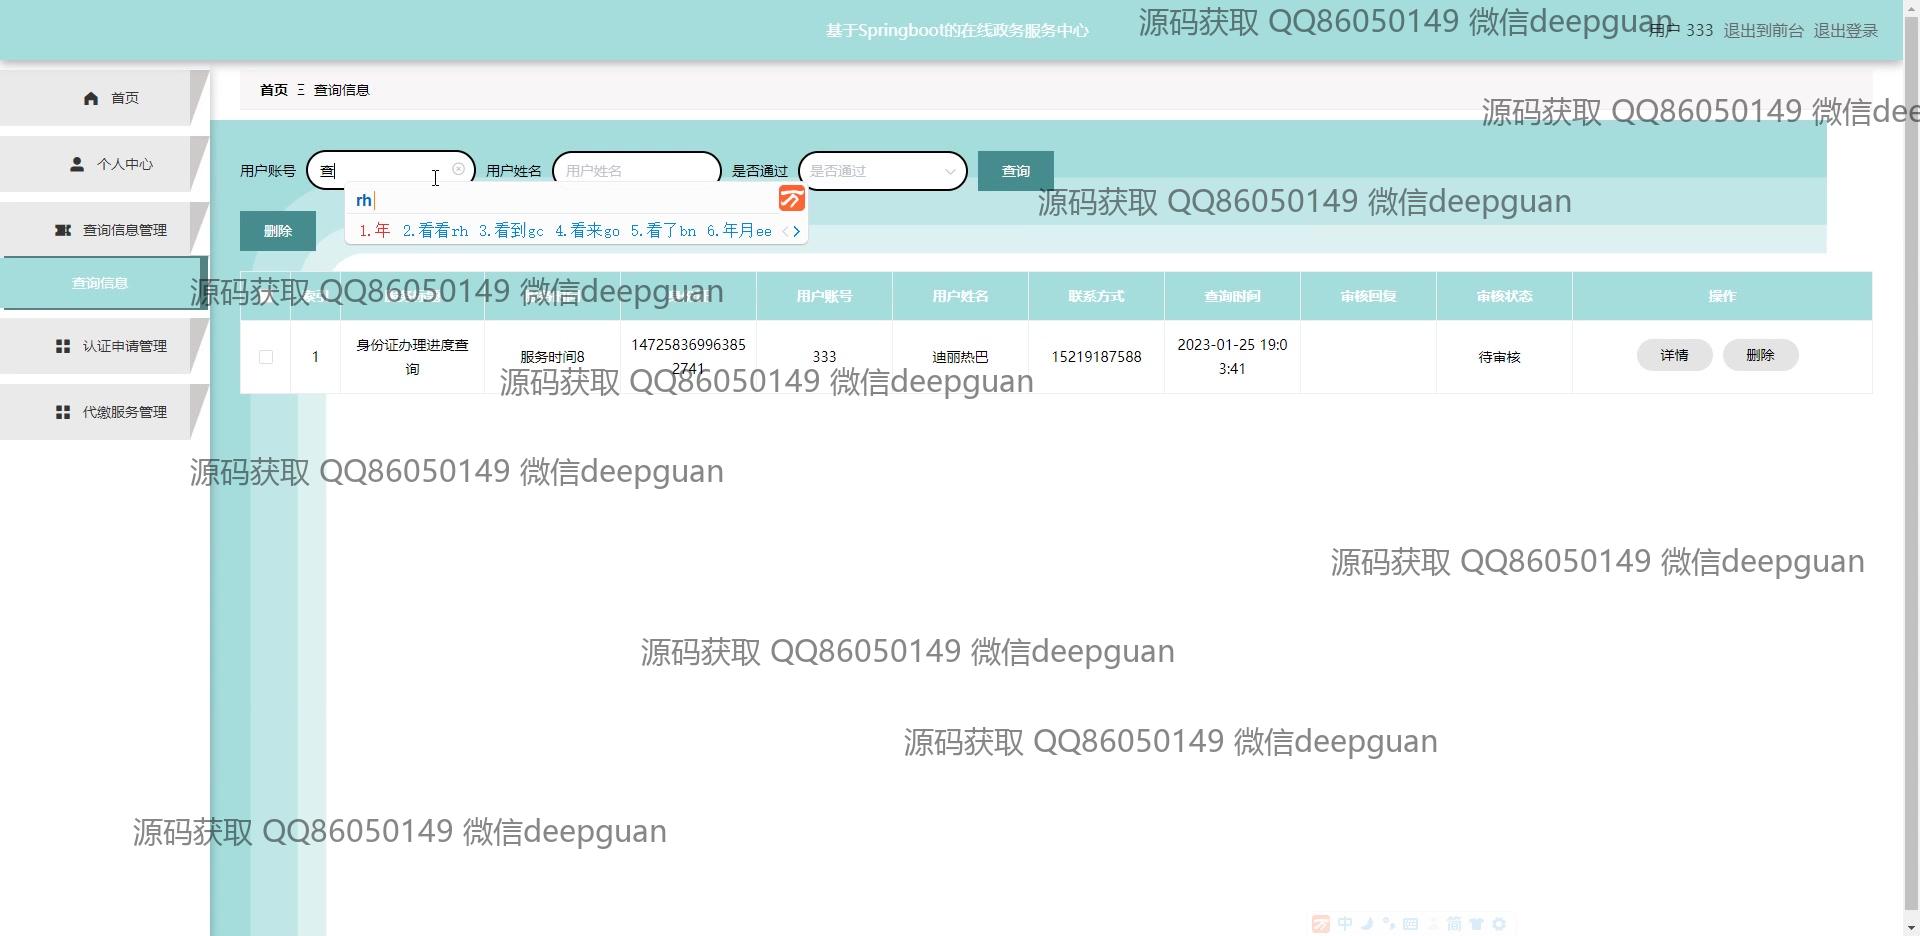 基于Springboot的在线政务服务中心
源码获取 QQ86050149 微信deepguan
用户 333 退出到前台 退出登录
首页
个人中心
查询信息管理
查询信息
认证申请管理
代缴服务管理
首页 Ξ 查询信息
源码获取 QQ86050149 微信dee
用户账号 查 用户姓名 用户姓名 是否通过 是否通过 查询
rh
1.年 2.看看rh 3.看到gc 4.看来go 5.看了bn 6.年月ee
源码获取 QQ86050149 微信deepguan
删除
源码获取 QQ86050149 微信deepguan
用户账号 用户姓名 联系方式 查询时间 审核回复 审核状态 操作
1 身份证办理进度查询 服务时间8 147258369963852741 333 迪丽热巴 15219187588 2023-01-25 19:03:41 待审核 详情 删除
源码获取 QQ86050149 微信deepguan
源码获取 QQ86050149 微信deepguan
源码获取 QQ86050149 微信deepguan
源码获取 QQ86050149 微信deepguan
源码获取 QQ86050149 微信deepguan
源码获取 QQ86050149 微信deepguan
中 简